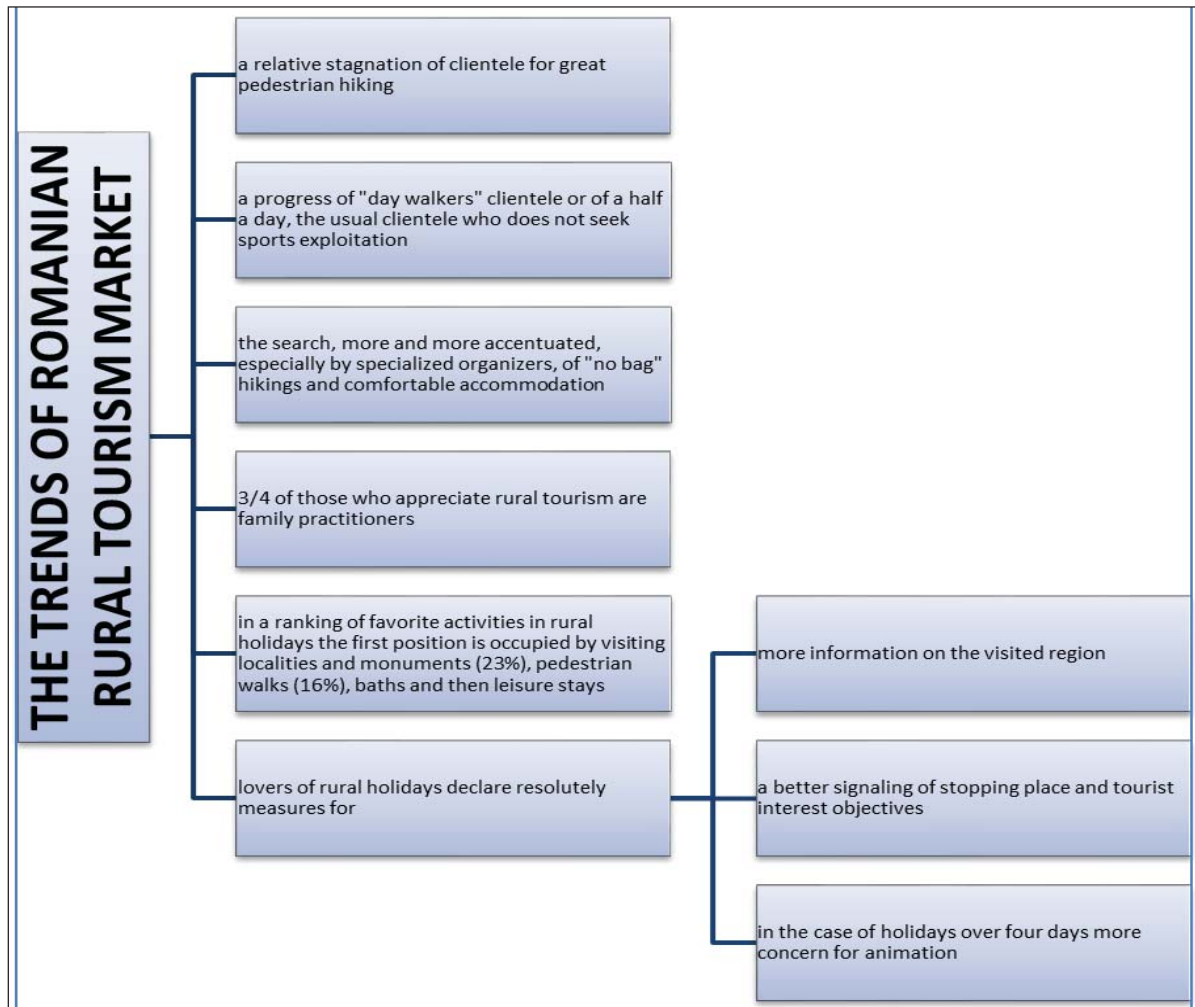 THE TRENDS OF ROMANIAN
RURAL TOURISM MARKET
a relative stagnation of clientele for great
pedestrian hiking
a progress of "day walkers" clientele or of a half
a day, the usual clientele who does not seek
sports exploitation
the search, more and more accentuated,
especially by specialized organizers, of "no bag"
hikings and comfortable accommodation
3/4 of those who appreciate rural tourism are
family practitioners
in a ranking of favorite activities in rural
holidays the first position is occupied by visiting
localities and monuments (23%), pedestrian
walks (16%), baths and then leisure stays
lovers of rural holidays declare resolutely
measures for
more information on the visited region
a better signaling of stopping place and tourist
interest objectives
in the case of holidays over four days more
concern for animation